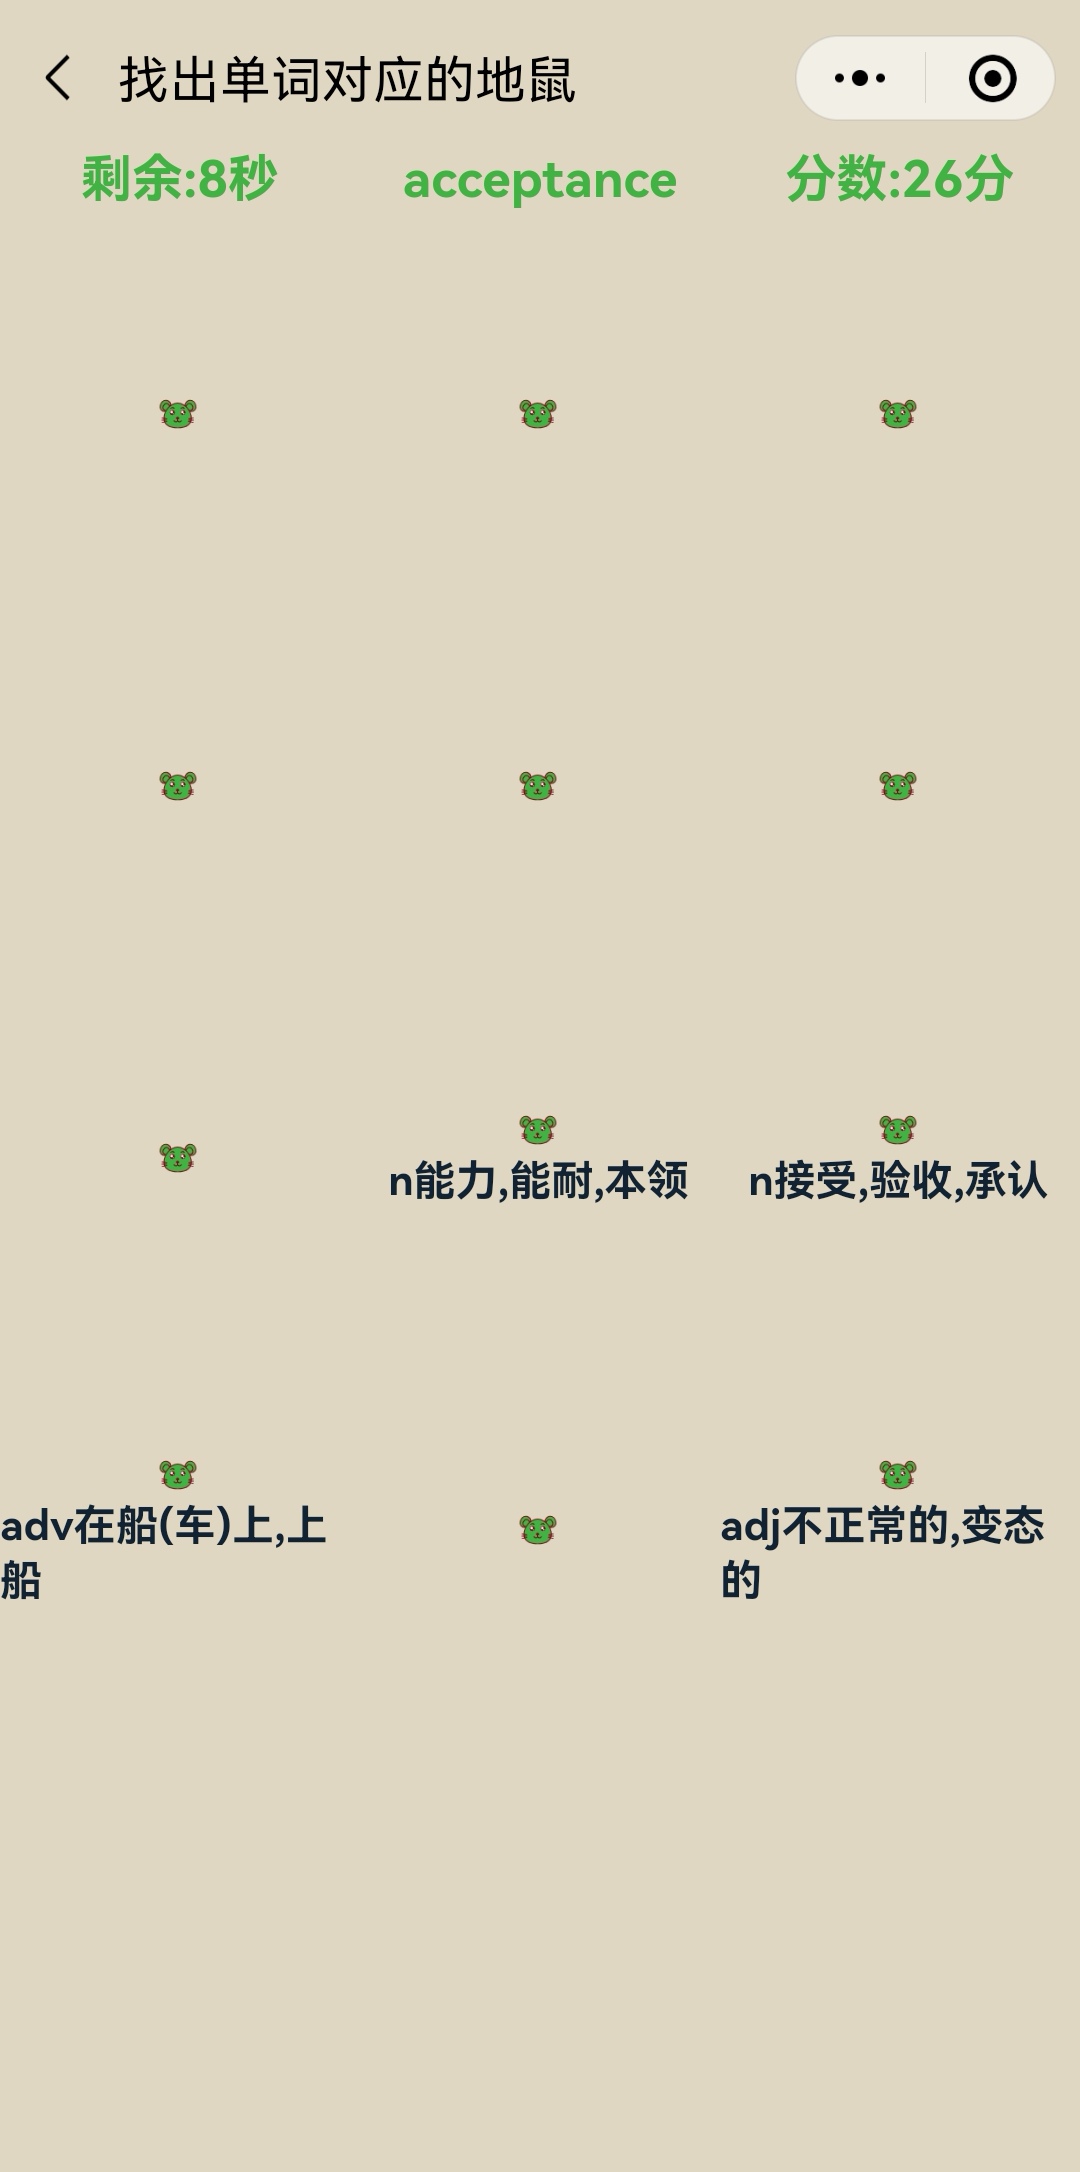 找出单词对应的地鼠
剩余:8秒
acceptance
分数:26分
n能力,能耐,本领
n接受,验收,承认
adv在船(车)上,上
船
adj不正常的,变态
的